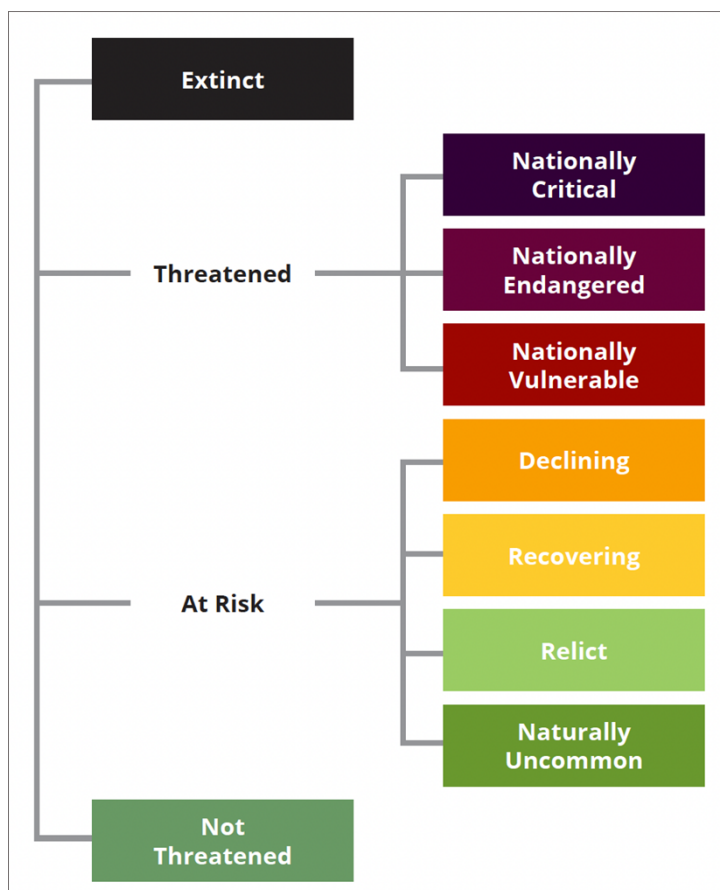 Extinct
Nationally
Critical
Threatened
Nationally
Endangered
Nationally
Vulnerable
Declining
Recovering
At Risk
Relict
Naturally
Uncommon
Not
Threatened